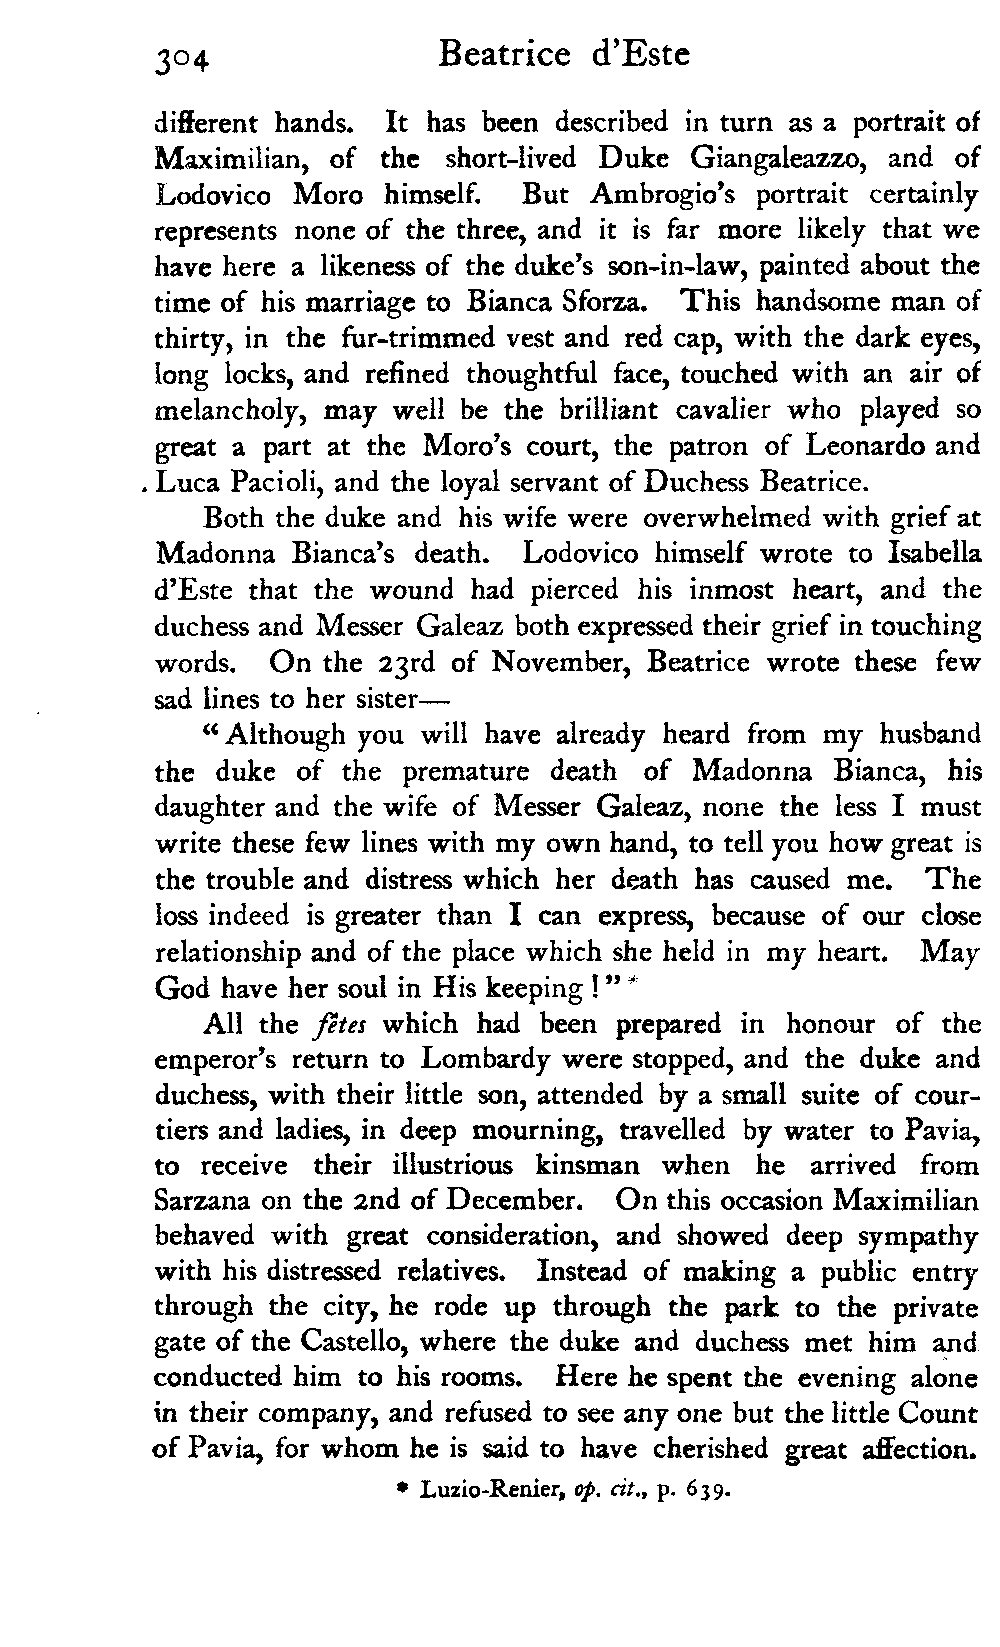 304 Beatrice d'Este
different hands. It has been described in turn as a portrait of
Maximilian, of the short-lived Duke Giangaleazzo, and of
Lodovico Moro himself. But Ambrogio's portrait certainly
represents none of the three, and it is far more likely that we
have here a likeness of the duke's son-in-law, painted about the
time of his marriage to Bianca Sforza. This handsome man of
thirty, in the fur-trimmed vest and red cap, with the dark eyes,
long locks, and refined thoughtful face, touched with an air of
melancholy, may well be the brilliant cavalier who played so
great a part at the Moro's court, the patron of Leonardo and
Luca Pacioli, and the loyal servant of Duchess Beatrice.
Both the duke and his wife were overwhelmed with grief at
Madonna Bianca's death. Lodovico himself wrote to Isabella
d'Este that the wound had pierced his inmost heart, and the
duchess and Messer Galeaz both expressed their grief in touching
words. On the 23rd of November, Beatrice wrote these few
sad lines to her sister—
"Although you will have already heard from my husband
the duke of the premature death of Madonna Bianca, his
daughter and the wife of Messer Galeaz, none the less I must
write these few lines with my own hand, to tell you how great is
the trouble and distress which her death has caused me. The
loss indeed is greater than I can express, because of our close
relationship and of the place which she held in my heart. May
God have her soul in His keeping!" *
All the fêtes which had been prepared in honour of the
emperor's return to Lombardy were stopped, and the duke and
duchess, with their little son, attended by a small suite of cour-
tiers and ladies, in deep mourning, travelled by water to Pavia,
to receive their illustrious kinsman when he arrived from
Sarzana on the 2nd of December. On this occasion Maximilian
behaved with great consideration, and showed deep sympathy
with his distressed relatives. Instead of making a public entry
through the city, he rode up through the park to the private
gate of the Castello, where the duke and duchess met him and
conducted him to his rooms. Here he spent the evening alone
in their company, and refused to see any one but the little Count
of Pavia, for whom he is said to have cherished great affection.
* Luzio-Renier, op. cit., p. 639.